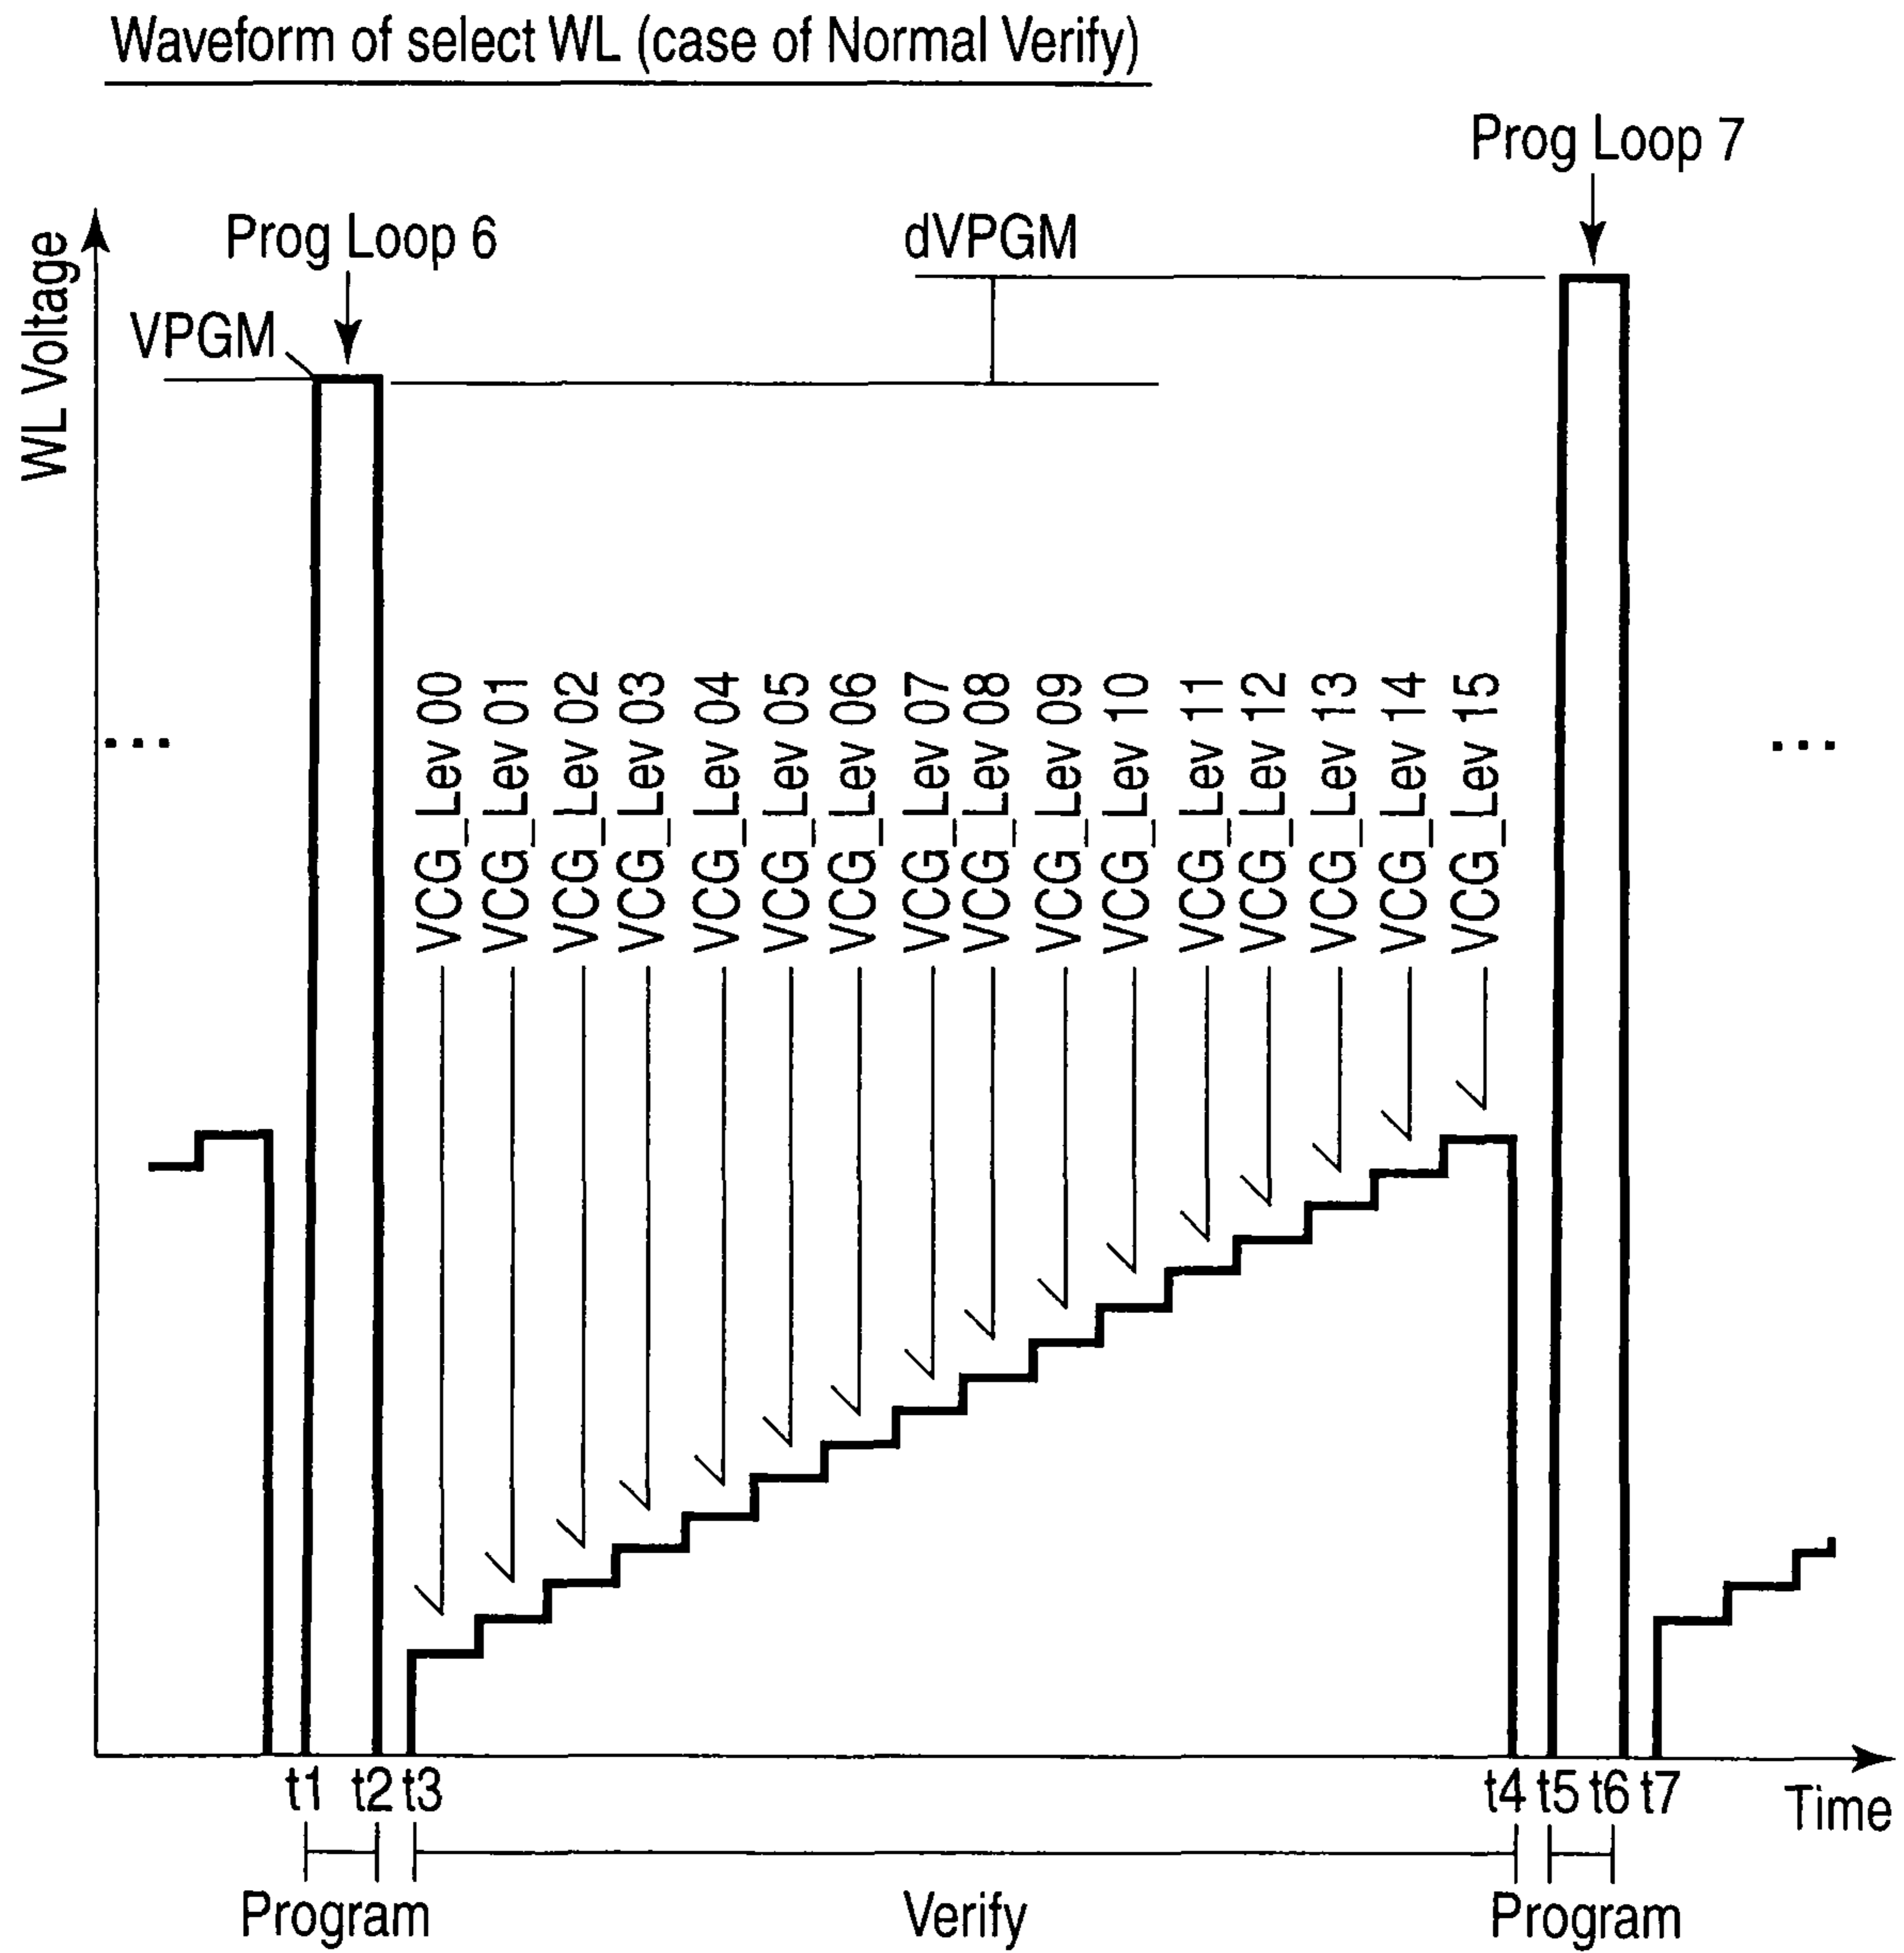 Waveform of select WL (case of Normal Verify)
Prog Loop 7
Prog Loop 6
dVPGM
VPGM
WL Voltage
...
...
VCG_Lev 00
VCG_Lev 01
VCG_Lev 02
VCG_Lev 03
VCG_Lev 04
VCG_Lev 05
VCG_Lev 06
VCG_Lev 07
VCG_Lev 08
VCG_Lev 09
VCG_Lev 10
VCG_Lev 11
VCG_Lev 12
VCG_Lev 13
VCG_Lev 14
VCG_Lev 15
t1 t2 t3 t4 t5 t6 t7
Time
Program Verify Program